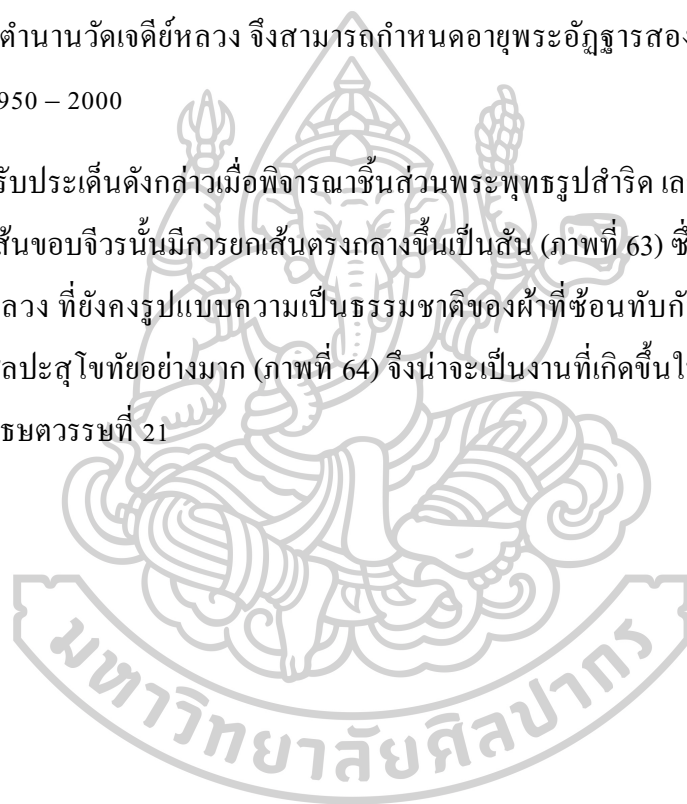 ตำนานวัดเจดีย์หลวง จึงสามารถกำหนดอายุพระอัฏฐารสอง
950 – 2000
รับประเด็นดังกล่าวเมื่อพิจารณาชิ้นส่วนพระพุทธรูปสำริด เล
ส้นขอบจีวรนั้นมีการยกเส้นตรงกลางขึ้นเป็นสัน (ภาพที่ 63) ซึ่
ลวง ที่ยังคงรูปแบบความเป็นธรรมชาติของผ้าที่ซ้อนทับกั
ลปะสุโขทัยอย่างมาก (ภาพที่ 64) จึงน่าจะเป็นงานที่เกิดขึ้นใ
ธษตวรรษที่ 21
มหาวิทยาลัยศิลปากร